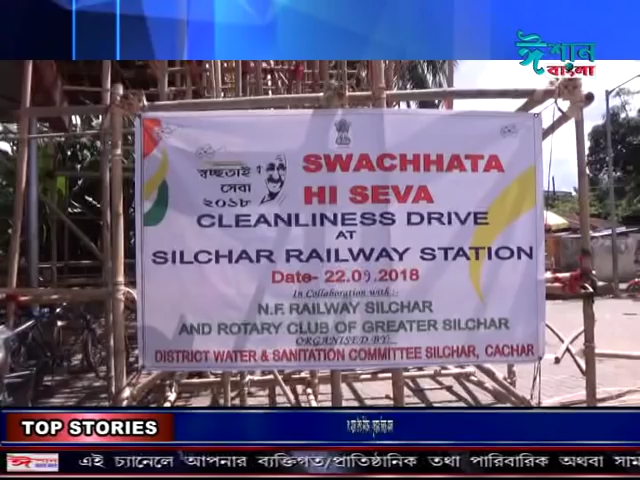 ঈশান
বাংলা
স্বচ্ছতাই
সেবা
২০১৮
SWACHHATA
HI SEVA
CLEANLINESS DRIVE
AT
SILCHAR RAILWAY STATION
Date- 22.09.2018
In Collaboration with :-
N.F. RAILWAY SILCHAR
AND ROTARY CLUB OF GREATER SILCHAR
ORGANISED BY:
DISTRICT WATER & SANITATION COMMITTEE SILCHAR, CACHAR
TOP STORIES
এই চ্যানেলে আপনার ব্যক্তিগত/প্রাতিষ্ঠানিক তথা পারিবারিক অথবা সাম